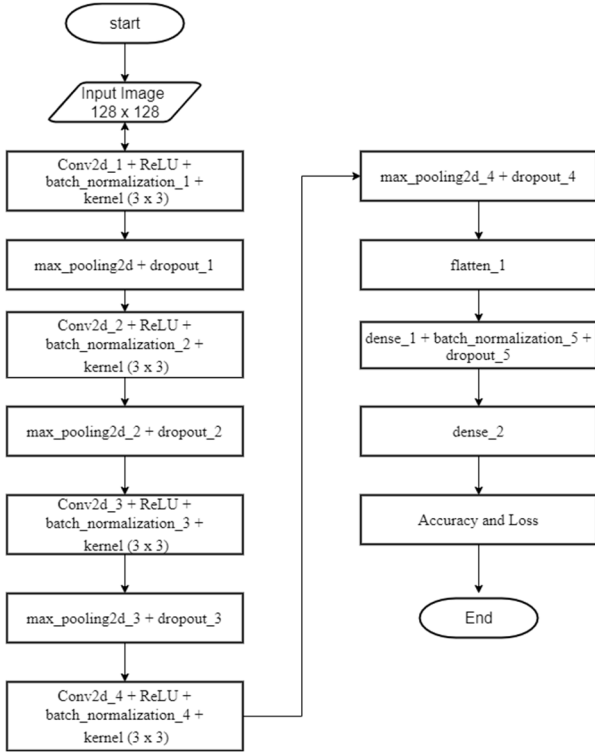 start
Input Image
128 x 128
Conv2d_1 + ReLU +
batch_normalization_1 +
kernel (3 x 3)
max_pooling2d + dropout_1
Conv2d_2 + ReLU +
batch_normalization_2 +
kernel (3 x 3)
max_pooling2d_2 + dropout_2
Conv2d_3 + ReLU +
batch_normalization_3 +
kernel (3 x 3)
max_pooling2d_3 + dropout_3
Conv2d_4 + ReLU +
batch_normalization_4 +
kernel (3 x 3)
max_pooling2d_4 + dropout_4
flatten_1
dense_1 + batch_normalization_5 +
dropout_5
dense_2
Accuracy and Loss
End